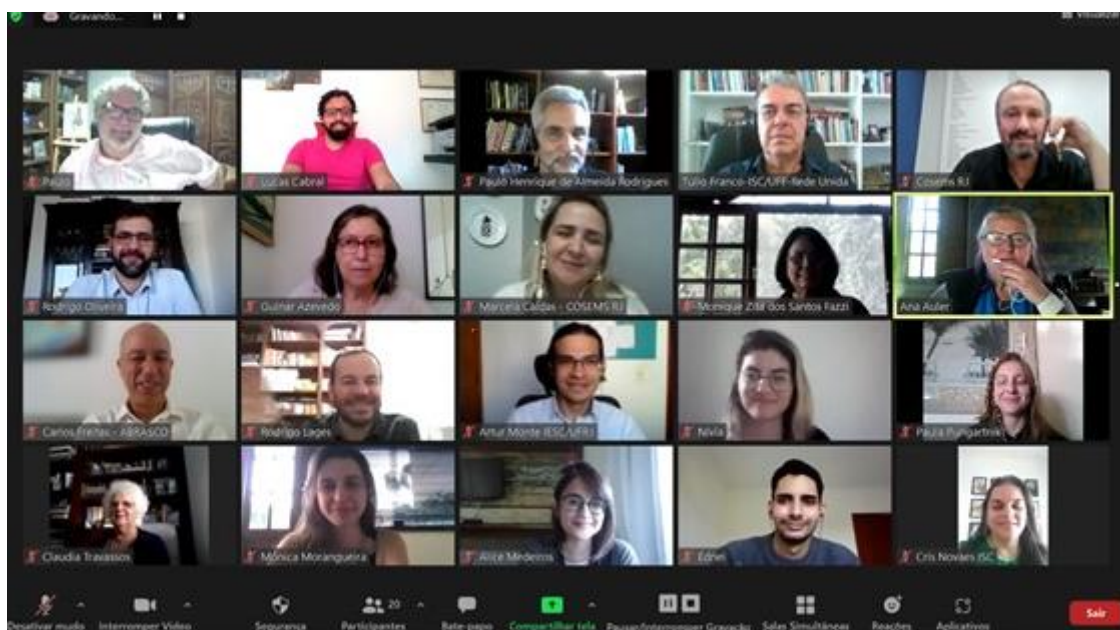 Gravando...
Visualizar
Paulo
Lucas Cabral
Paulo Henrique de Almeida Rodrigues
Túlio Franco-ISC/UFF-Rede Unida
Cosems RJ
Rodrigo Oliveira
Gulnar Azevedo
Marcela Caldas - COSEMS RJ
Monique Zita dos Santos Fazzi
Ana Auler
Carlos Freitas - ABRASCO
Rodrigo Lages
Artur Monte IESC/UFRJ
Nívia
Paula Pungartnik
Claudia Travassos
Mônica Morangueira
Alice Medeiros
Ednei
Cris Novaes ISC
Desativar mudo
Interromper Vídeo
Segurança
Participantes
20
Bate-papo
Compartilhar tela
Pausar/Interromper Gravação
Salas Simultâneas
Reações
Aplicativos
Sair